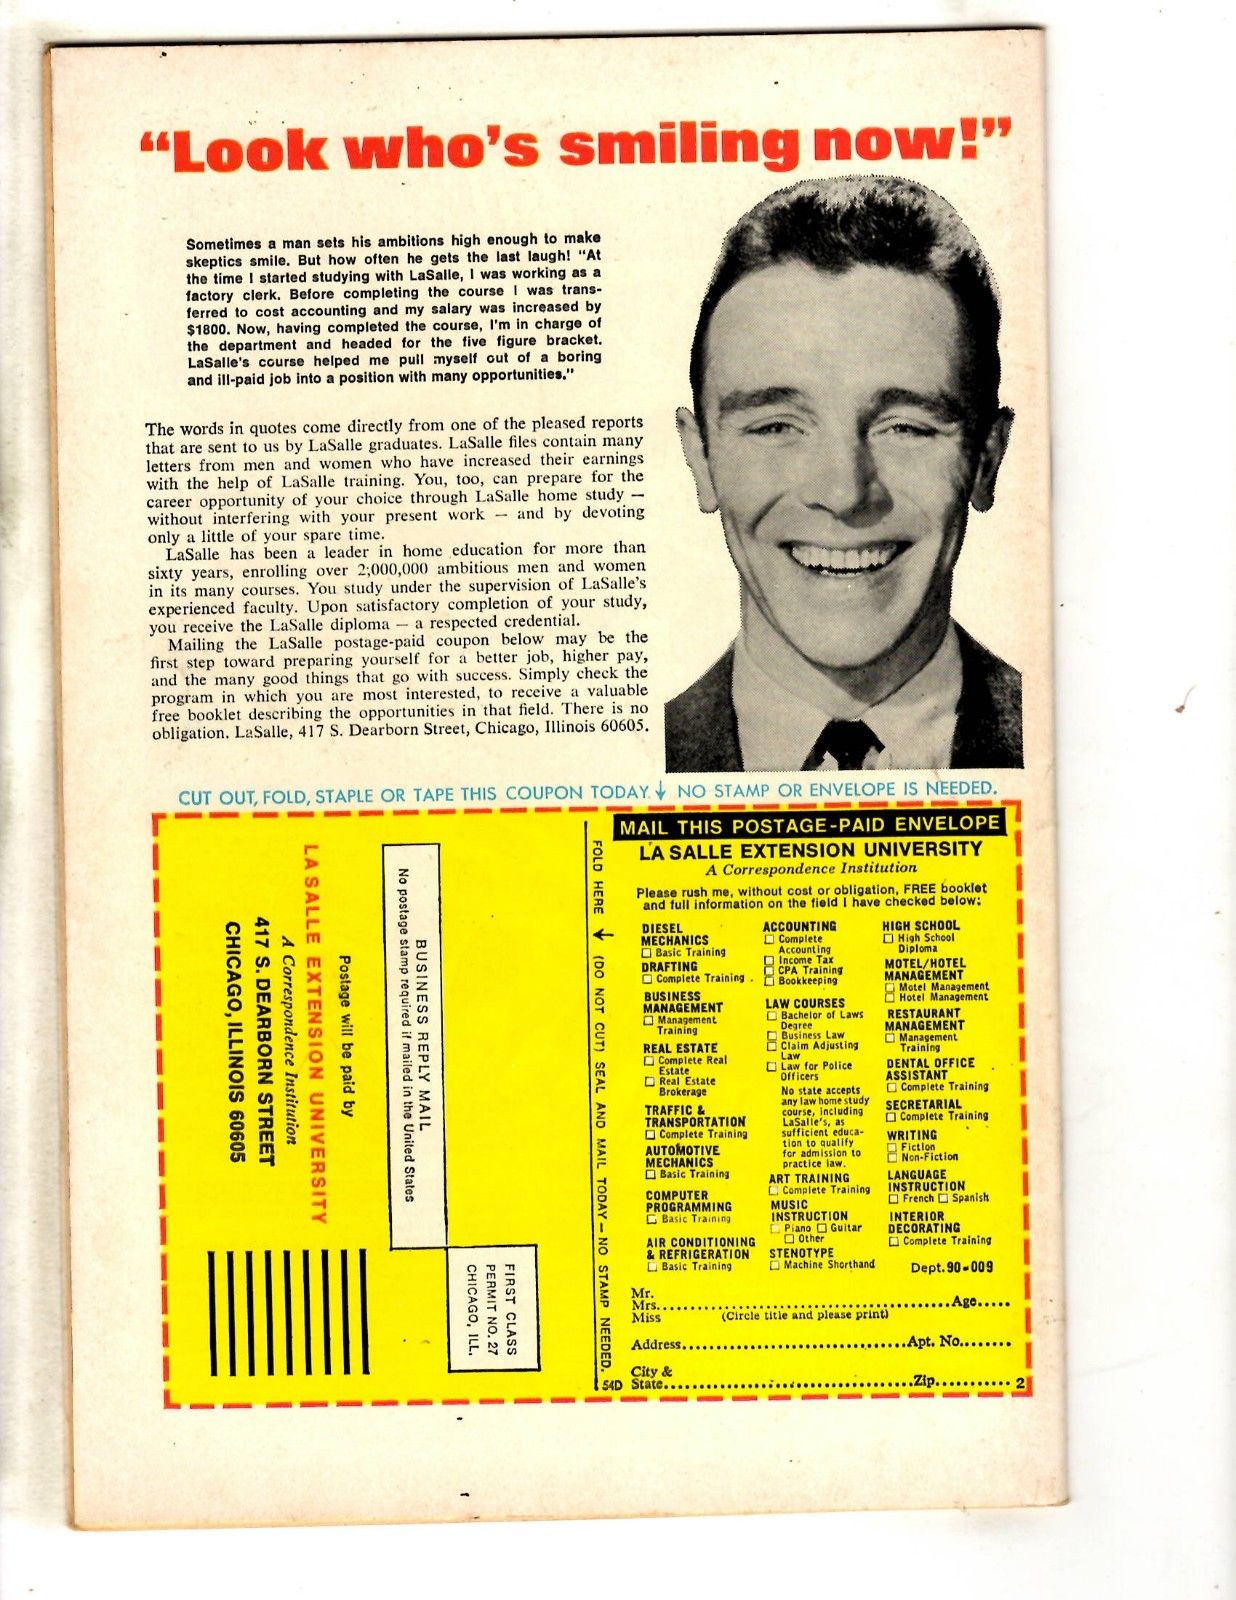 “Look who’s smiling now!”
Sometimes a man sets his ambitions high enough to make
skeptics smile. But how often he gets the last laugh! "At
the time I started studying with LaSalle, I was working as a
factory clerk. Before completing the course I was trans-
ferred to cost accounting and my salary was increased by
$1800. Now, having completed the course, I'm in charge of
the department and headed for the five figure bracket.
LaSalle's course helped me pull myself out of a boring
and ill-paid job into a position with many opportunities."
The words in quotes come directly from one of the pleased reports
that are sent to us by LaSalle graduates. LaSalle files contain many
letters from men and women who have increased their earnings
with the help of LaSalle training. You, too, can prepare for the
career opportunity of your choice through LaSalle home study —
without interfering with your present work — and by devoting
only a little of your spare time.
LaSalle has been a leader in home education for more than
sixty years, enrolling over 2,000,000 ambitious men and women
in its many courses. You study under the supervision of LaSalle's
experienced faculty. Upon satisfactory completion of your study,
you receive the LaSalle diploma — a respected credential.
Mailing the LaSalle postage-paid coupon below may be the
first step toward preparing yourself for a better job, higher pay,
and the many good things that go with success. Simply check the
program in which you are most interested, to receive a valuable
free booklet describing the opportunities in that field. There is no
obligation. LaSalle, 417 S. Dearborn Street, Chicago, Illinois 60605.
CUT OUT, FOLD, STAPLE OR TAPE THIS COUPON TODAY. ↓ NO STAMP OR ENVELOPE IS NEEDED.
BUSINESS REPLY MAIL
No postage stamp required if mailed in the United States
FIRST CLASS
PERMIT NO. 27
CHICAGO, ILL.
Postage will be paid by
LA SALLE EXTENSION UNIVERSITY
A Correspondence Institution
417 S. DEARBORN STREET
CHICAGO, ILLINOIS 60605
FOLD HERE → (DO NOT CUT) SEAL AND MAIL TODAY — NO STAMP NEEDED.
MAIL THIS POSTAGE-PAID ENVELOPE
LA SALLE EXTENSION UNIVERSITY
A Correspondence Institution
Please rush me, without cost or obligation, FREE booklet
and full information on the field I have checked below:
DIESEL
MECHANICS
☐ Basic Training
DRAFTING
☐ Complete Training
BUSINESS
MANAGEMENT
☐ Management
Training
REAL ESTATE
☐ Complete Real
Estate
☐ Real Estate
Brokerage
TRAFFIC &
TRANSPORTATION
☐ Complete Training
AUTOMOTIVE
MECHANICS
☐ Basic Training
COMPUTER
PROGRAMMING
☐ Basic Training
AIR CONDITIONING
& REFRIGERATION
☐ Basic Training
ACCOUNTING
☐ Complete
Accounting
☐ Income Tax
☐ CPA Training
☐ Bookkeeping
LAW COURSES
☐ Bachelor of Laws
Degree
☐ Business Law
☐ Claim Adjusting
Law
☐ Law for Police
Officers
No state accepts
any law home study
course, including
LaSalle's, as
sufficient educa-
tion to qualify
for admission to
practice law.
ART TRAINING
☐ Complete Training
MUSIC
INSTRUCTION
☐ Piano ☐ Guitar
☐ Other
STENOTYPE
☐ Machine Shorthand
HIGH SCHOOL
☐ High School
Diploma
MOTEL/HOTEL
MANAGEMENT
☐ Motel Management
☐ Hotel Management
RESTAURANT
MANAGEMENT
☐ Management
Training
DENTAL OFFICE
ASSISTANT
☐ Complete Training
SECRETARIAL
☐ Complete Training
WRITING
☐ Fiction
☐ Non-Fiction
LANGUAGE
INSTRUCTION
☐ French ☐ Spanish
INTERIOR
DECORATING
☐ Complete Training
Dept. 90-009
Mr.
Mrs. Age
Miss (Circle title and please print)
Address Apt. No.
City &
54D State Zip 2